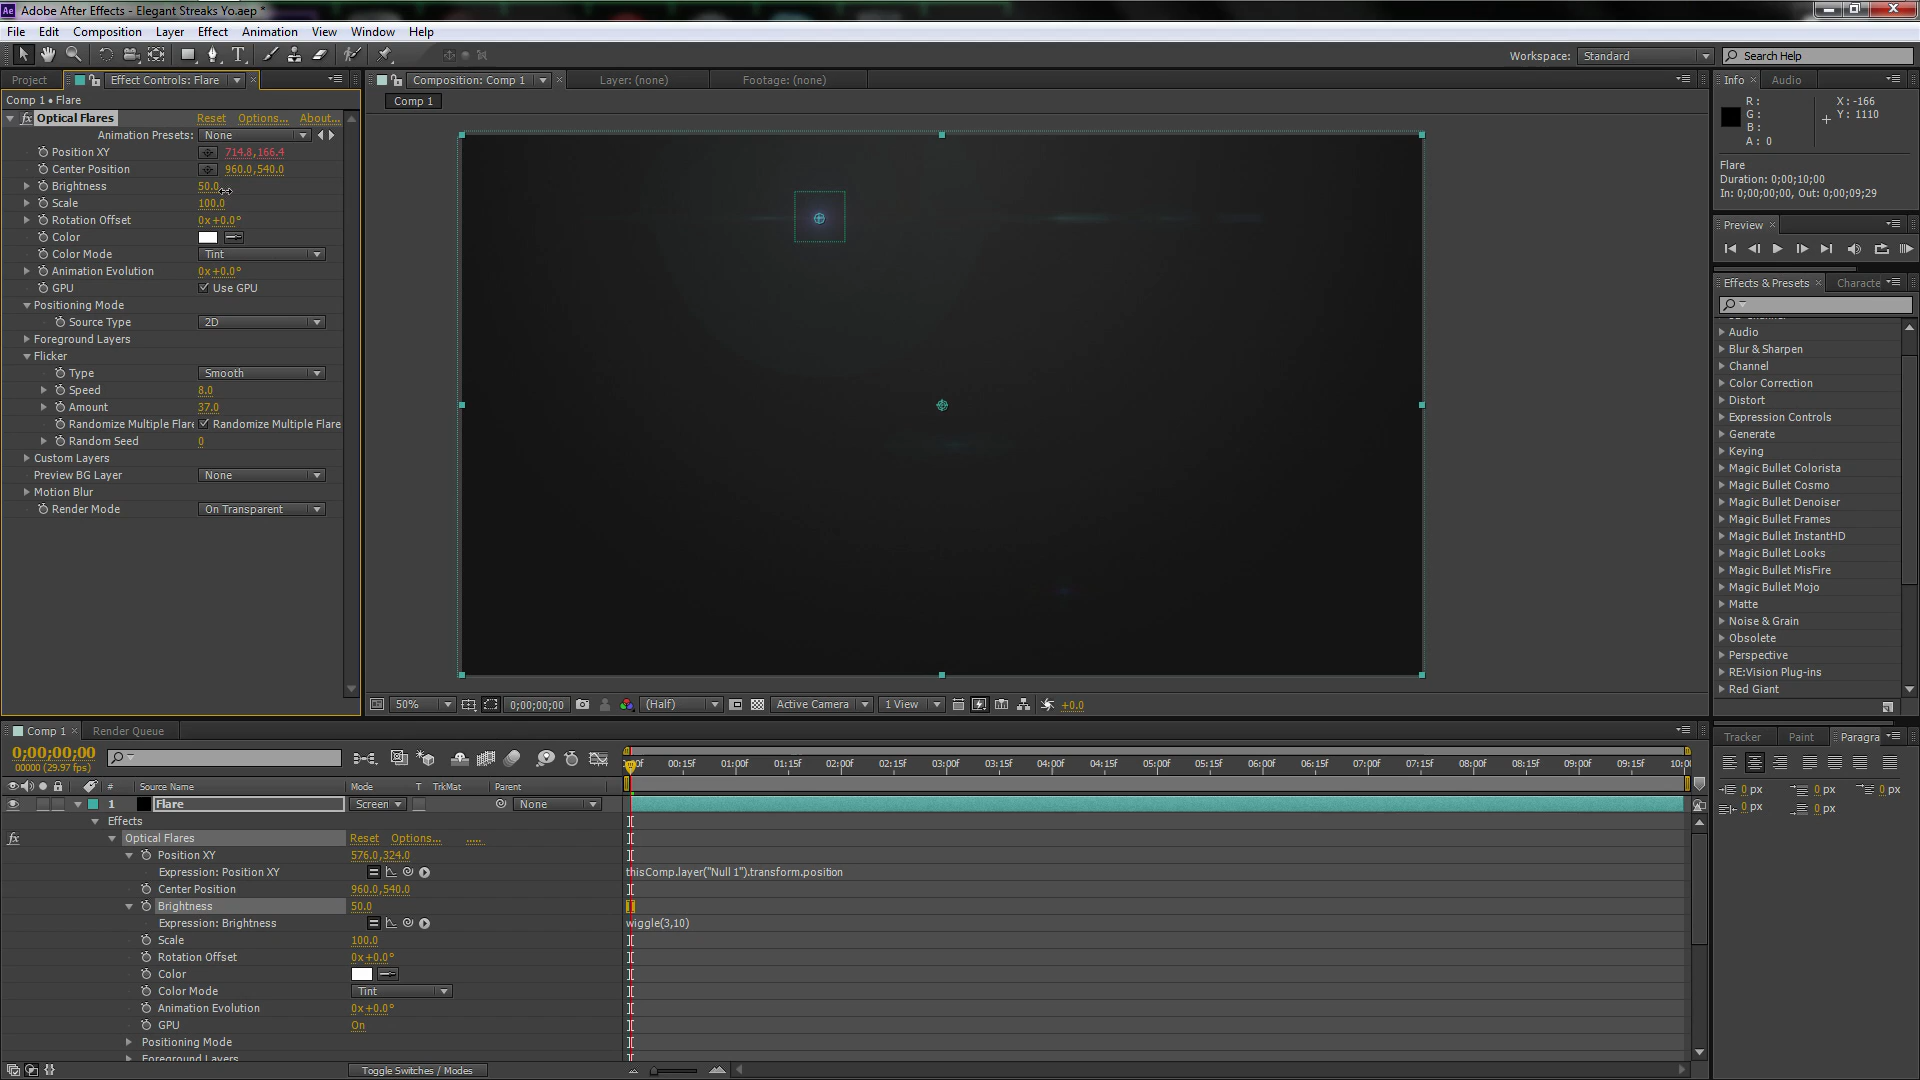 Adobe After Effects - Elegant Streaks Yo.aep *
File Edit Composition Layer Effect Animation View Window Help
Workspace: Standard Search Help
Project Effect Controls: Flare
Comp 1 • Flare
fx Optical Flares Reset Options... About...
Animation Presets: None
Position XY 714.8,166.4
Center Position 960.0,540.0
Brightness 50.0
Scale 100.0
Rotation Offset 0x+0.0°
Color
Color Mode Tint
Animation Evolution 0x+0.0°
GPU Use GPU
Positioning Mode
Source Type 2D
Foreground Layers
Flicker
Type Smooth
Speed 8.0
Amount 37.0
Randomize Multiple Flare Randomize Multiple Flare
Random Seed 0
Custom Layers
Preview BG Layer None
Motion Blur
Render Mode On Transparent
Composition: Comp 1 Layer: (none) Footage: (none)
Comp 1
50% 0;00;00;00 (Half) Active Camera 1 View +0.0
Info Audio
R: X: -166
G: Y: 1110
B:
A: 0
Flare
Duration: 0;00;10;00
In: 0;00;00;00, Out: 0;00;09;29
Preview
Effects & Presets Characte
Audio
Blur & Sharpen
Channel
Color Correction
Distort
Expression Controls
Generate
Keying
Magic Bullet Colorista
Magic Bullet Cosmo
Magic Bullet Denoiser
Magic Bullet Frames
Magic Bullet InstantHD
Magic Bullet Looks
Magic Bullet MisFire
Magic Bullet Mojo
Matte
Noise & Grain
Obsolete
Perspective
RE:Vision Plug-ins
Red Giant
Tracker Paint Paragra
0 px 0 px 0 px
0 px 0 px
Comp 1 Render Queue
0;00;00;00
00000 (29.97 fps)
00f 00:15f 01:00f 01:15f 02:00f 02:15f 03:00f 03:15f 04:00f 04:15f 05:00f 05:15f 06:00f 06:15f 07:00f 07:15f 08:00f 08:15f 09:00f 09:15f 10:00
# Source Name Mode T TrkMat Parent
1 Flare Screen None
Effects
fx Optical Flares Reset Options... .....
Position XY 576.0,324.0
Expression: Position XY thisComp.layer("Null 1").transform.position
Center Position 960.0,540.0
Brightness 50.0
Expression: Brightness wiggle(3,10)
Scale 100.0
Rotation Offset 0x+0.0°
Color
Color Mode Tint
Animation Evolution 0x+0.0°
GPU On
Positioning Mode
Foreground Layers
Toggle Switches / Modes